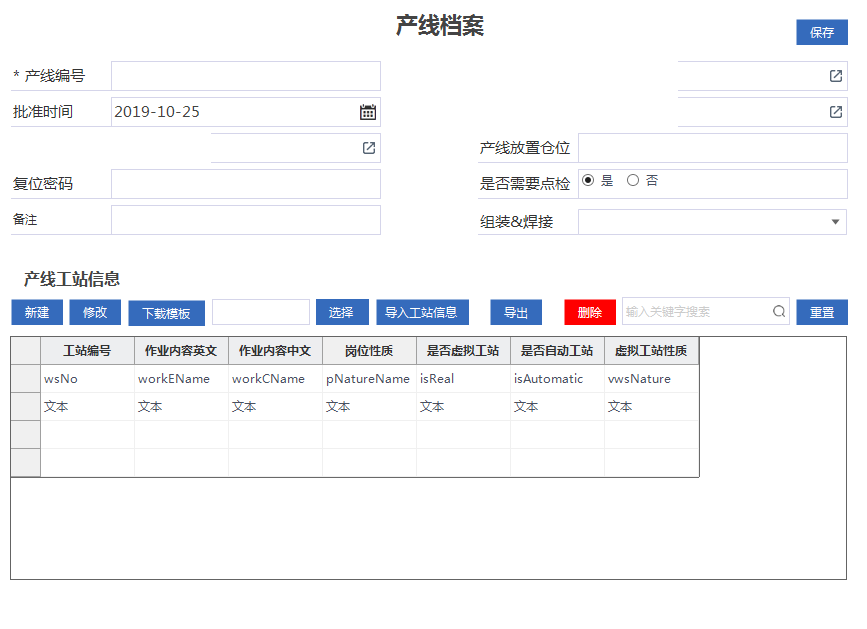 产线档案
保存
* 产线编号
批准时间 2019-10-25
产线放置仓位
复位密码 是否需要点检 是 否
备注 组装&焊接
产线工站信息
新建 修改 下载模板 选择 导入工站信息 导出 删除 输入关键字搜索 重置
工站编号 作业内容英文 作业内容中文 岗位性质 是否虚拟工站 是否自动工站 虚拟工站性质
wsNo workEName workCName pNatureName isReal isAutomatic vwsNature
文本 文本 文本 文本 文本 文本 文本